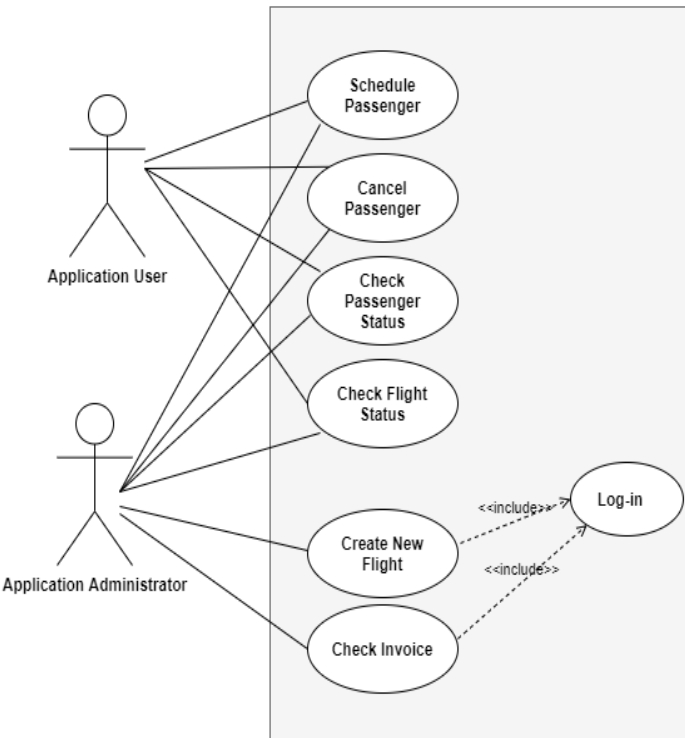 Schedule
Passenger
Cancel
Passenger
Application User
Check
Passenger
Status
Check Flight
Status
Log-in
<<include>>
Create New
Flight
<<include>>
Application Administrator
Check Invoice